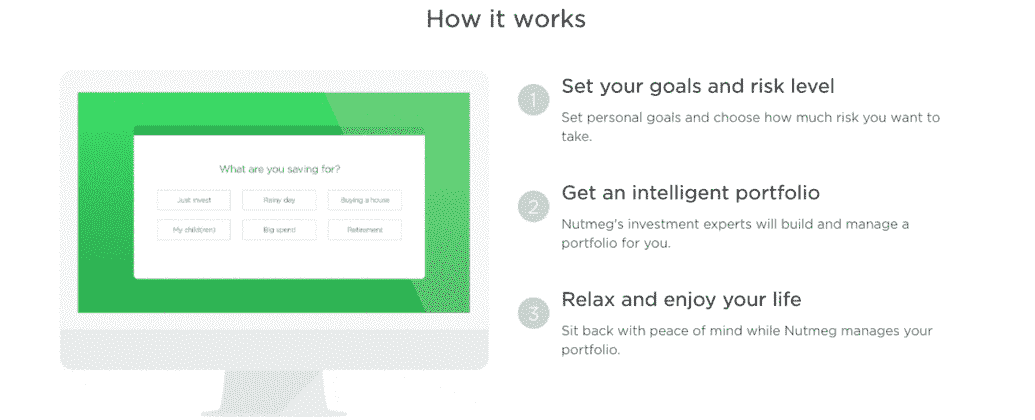 How it works
What are you saving for?
Just invest
Rainy day
Buying a house
My child(ren)
Big spend
Retirement
1
Set your goals and risk level
Set personal goals and choose how much risk you want to
take.
2
Get an intelligent portfolio
Nutmeg's investment experts will build and manage a
portfolio for you.
3
Relax and enjoy your life
Sit back with peace of mind while Nutmeg manages your
portfolio.